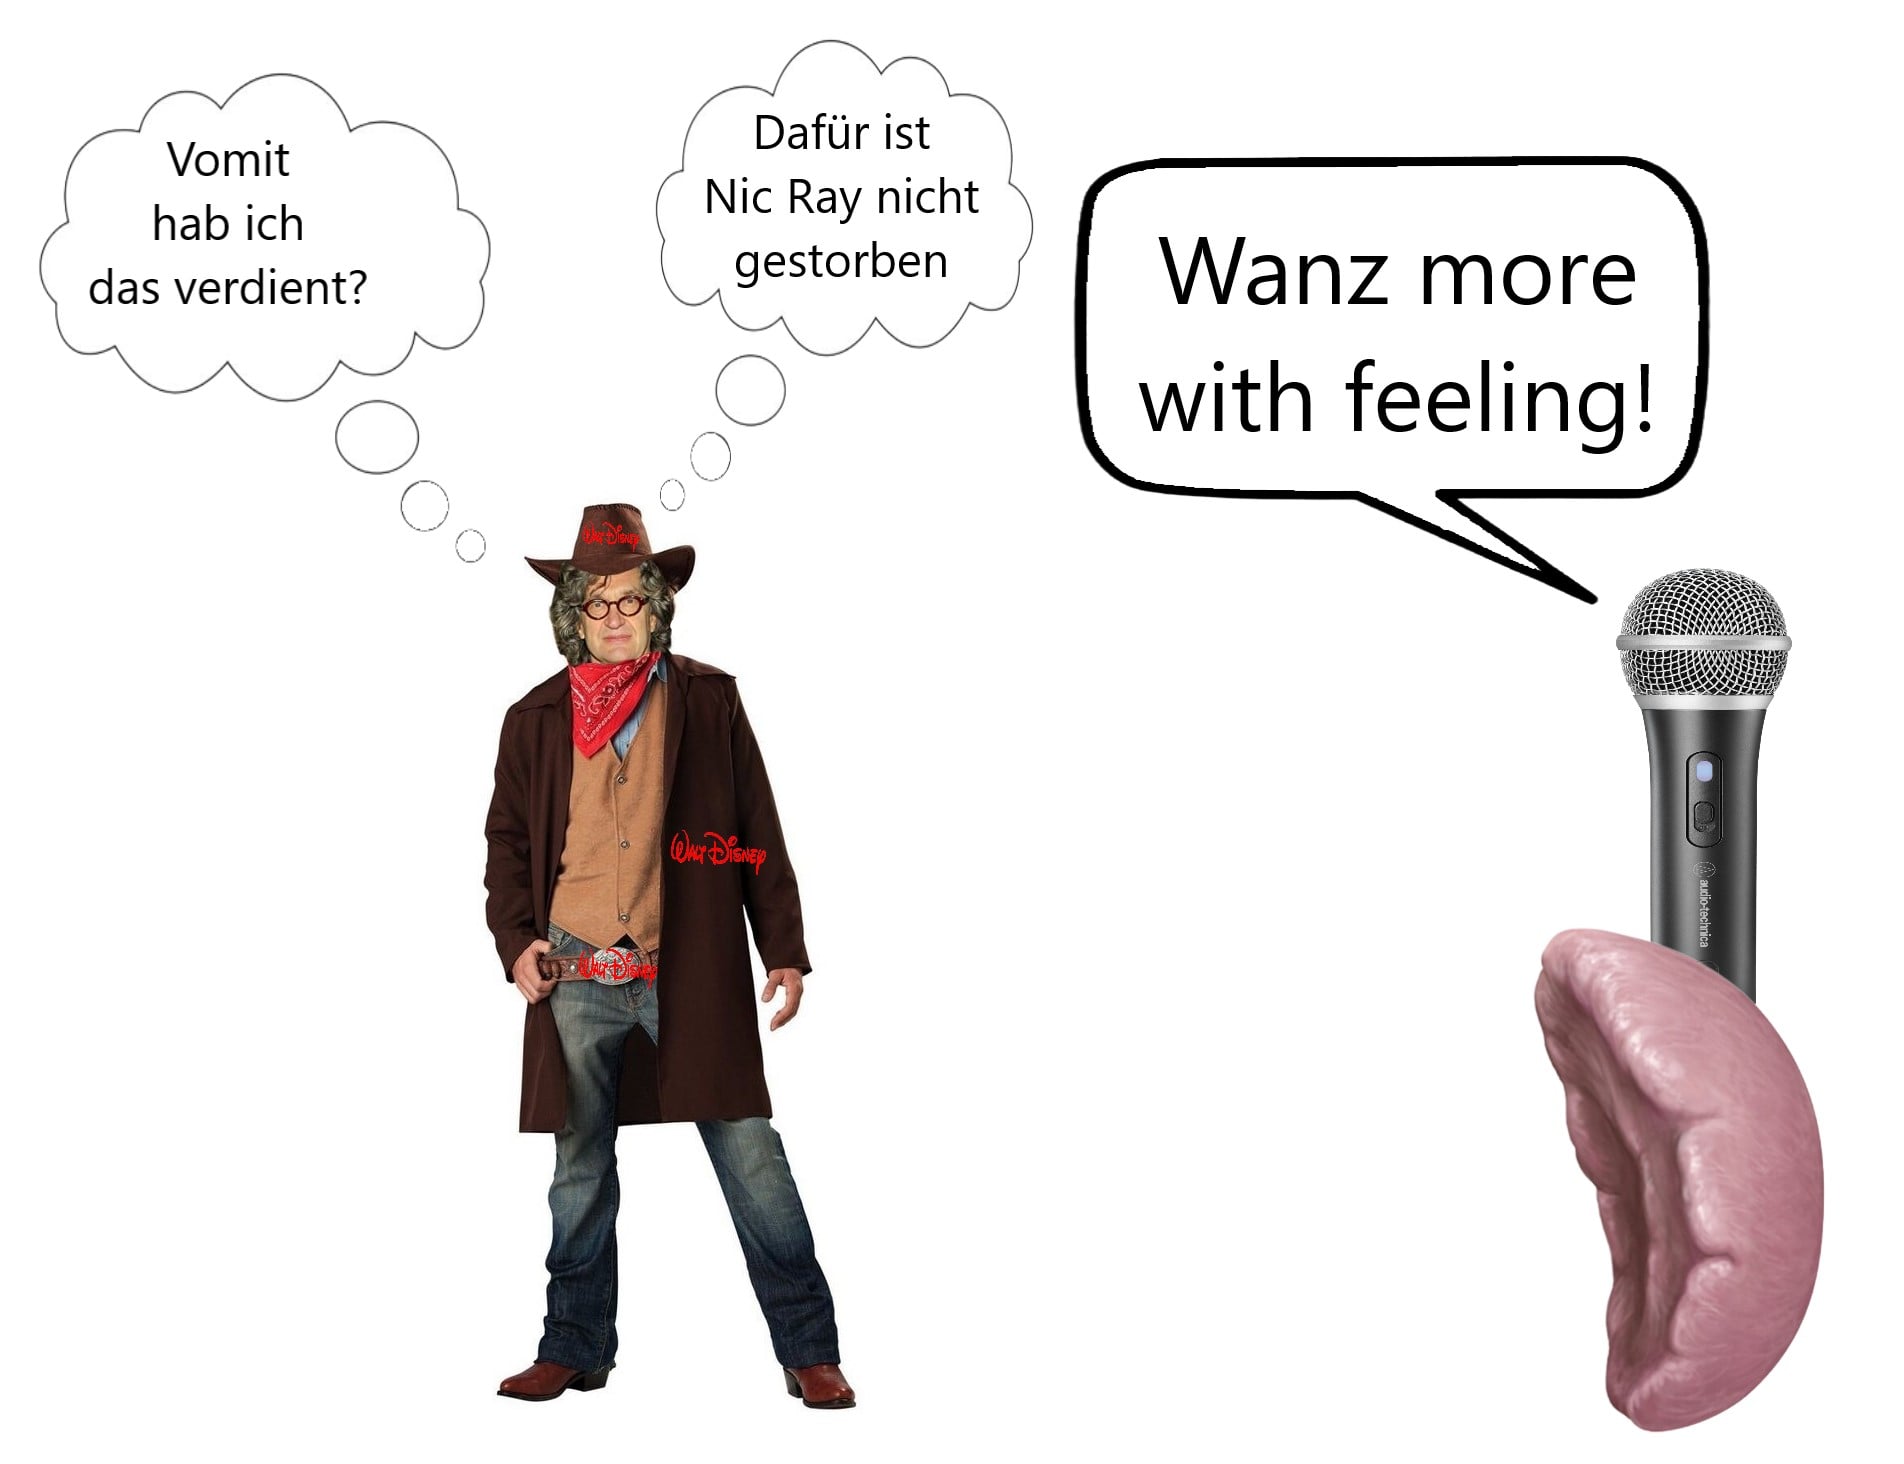 Vomit
hab ich
das verdient?
Dafür ist
Nic Ray nicht
gestorben
Wanz more
with feeling!
Walt Disney
Walt Disney
Walt Disney
audio-technica